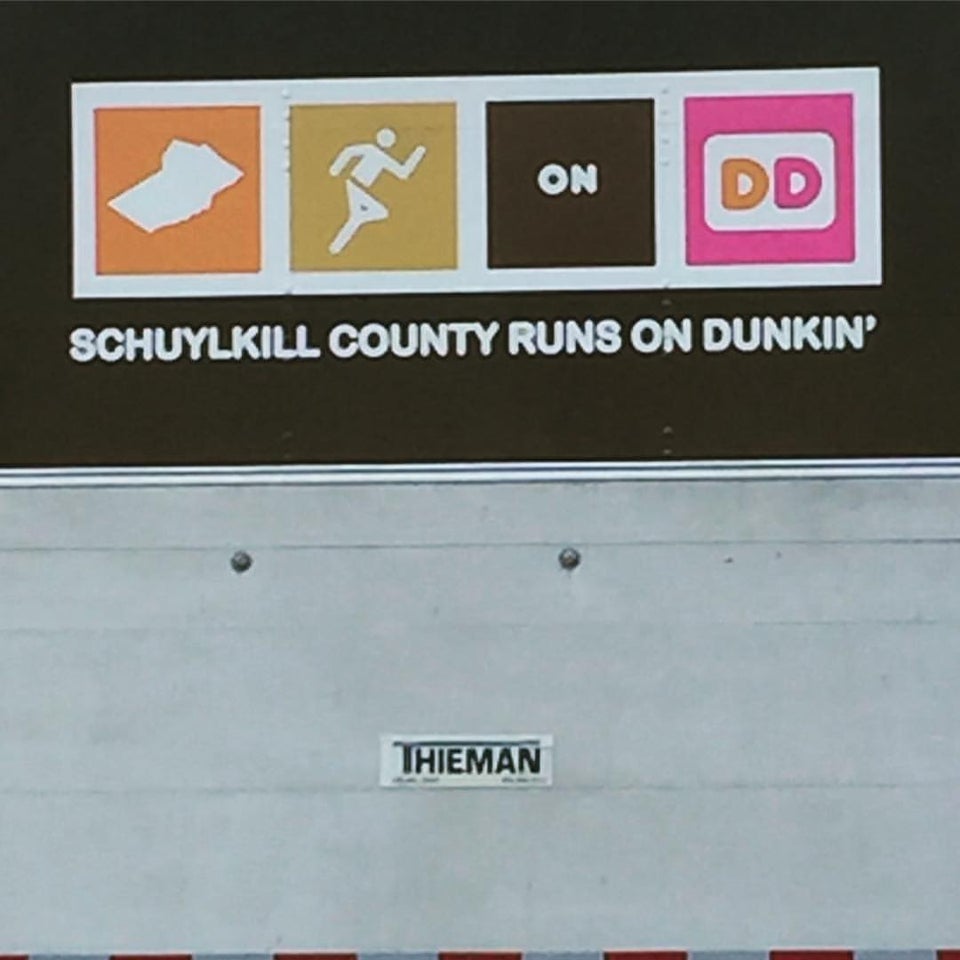 ON
DD
SCHUYLKILL COUNTY RUNS ON DUNKIN'
THIEMAN